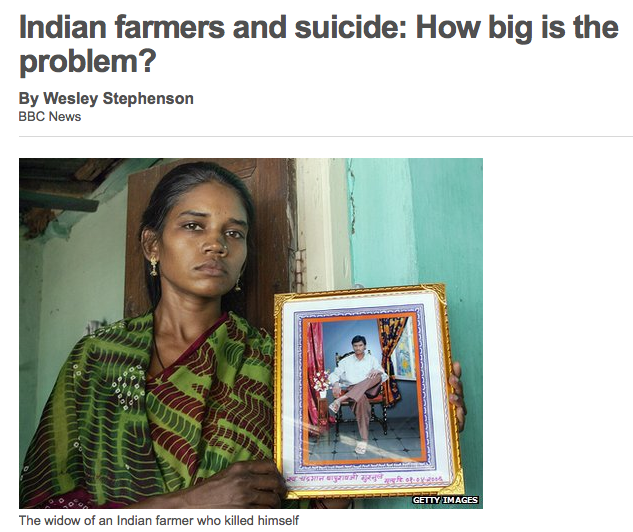 Indian farmers and suicide: How big is the
problem?
By Wesley Stephenson
BBC News
GETTY IMAGES
The widow of an Indian farmer who killed himself